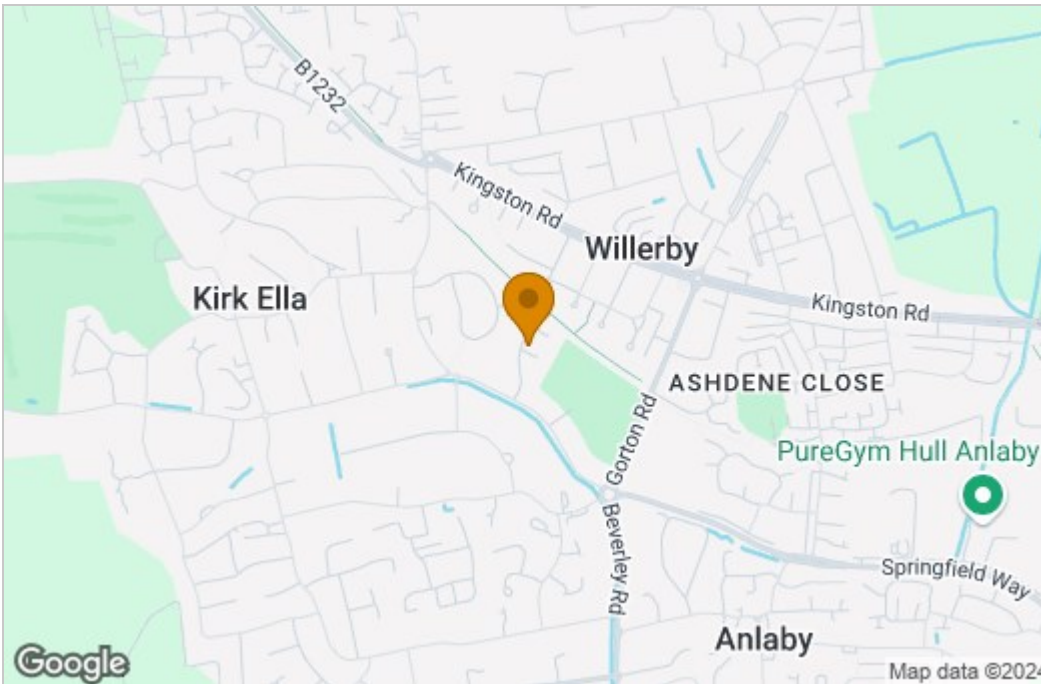 B1232
Kingston Rd
Willerby
Kirk Ella
Kingston Rd
ASHDENE CLOSE
Gorton Rd
PureGym Hull Anlaby
Beverley Rd
Springfield Way
Anlaby
Google
Map data ©2024